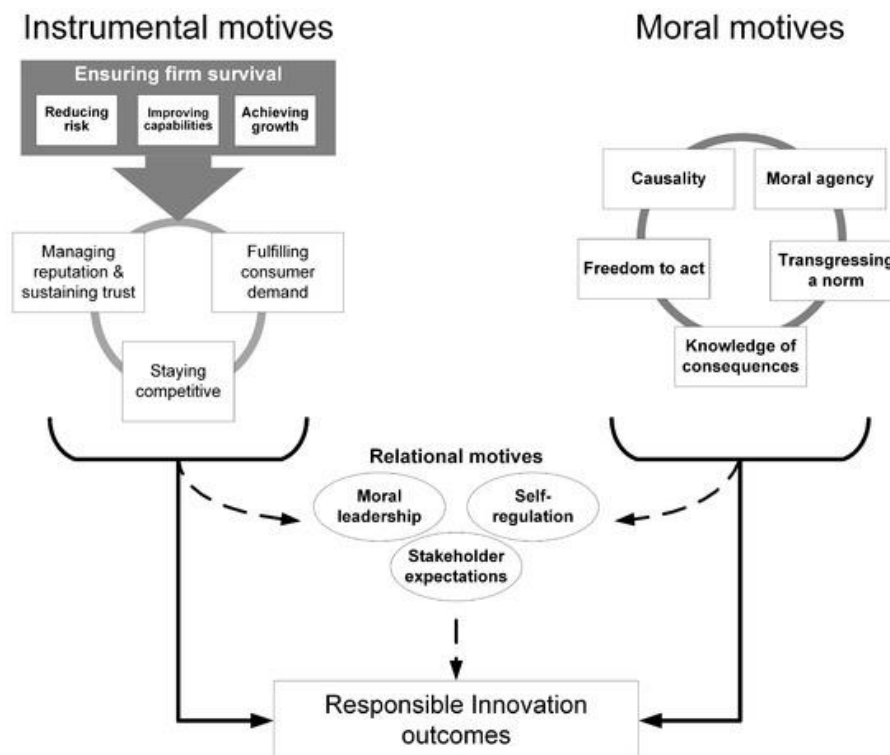 Instrumental motives
Ensuring firm survival
Reducing
risk
Improving
capabilities
Achieving
growth
Managing
reputation &
sustaining trust
Fulfilling
consumer
demand
Staying
competitive
Moral motives
Causality
Moral agency
Freedom to act
Transgressing
a norm
Knowledge of
consequences
Relational motives
Moral
leadership
Self-
regulation
Stakeholder
expectations
Responsible Innovation
outcomes